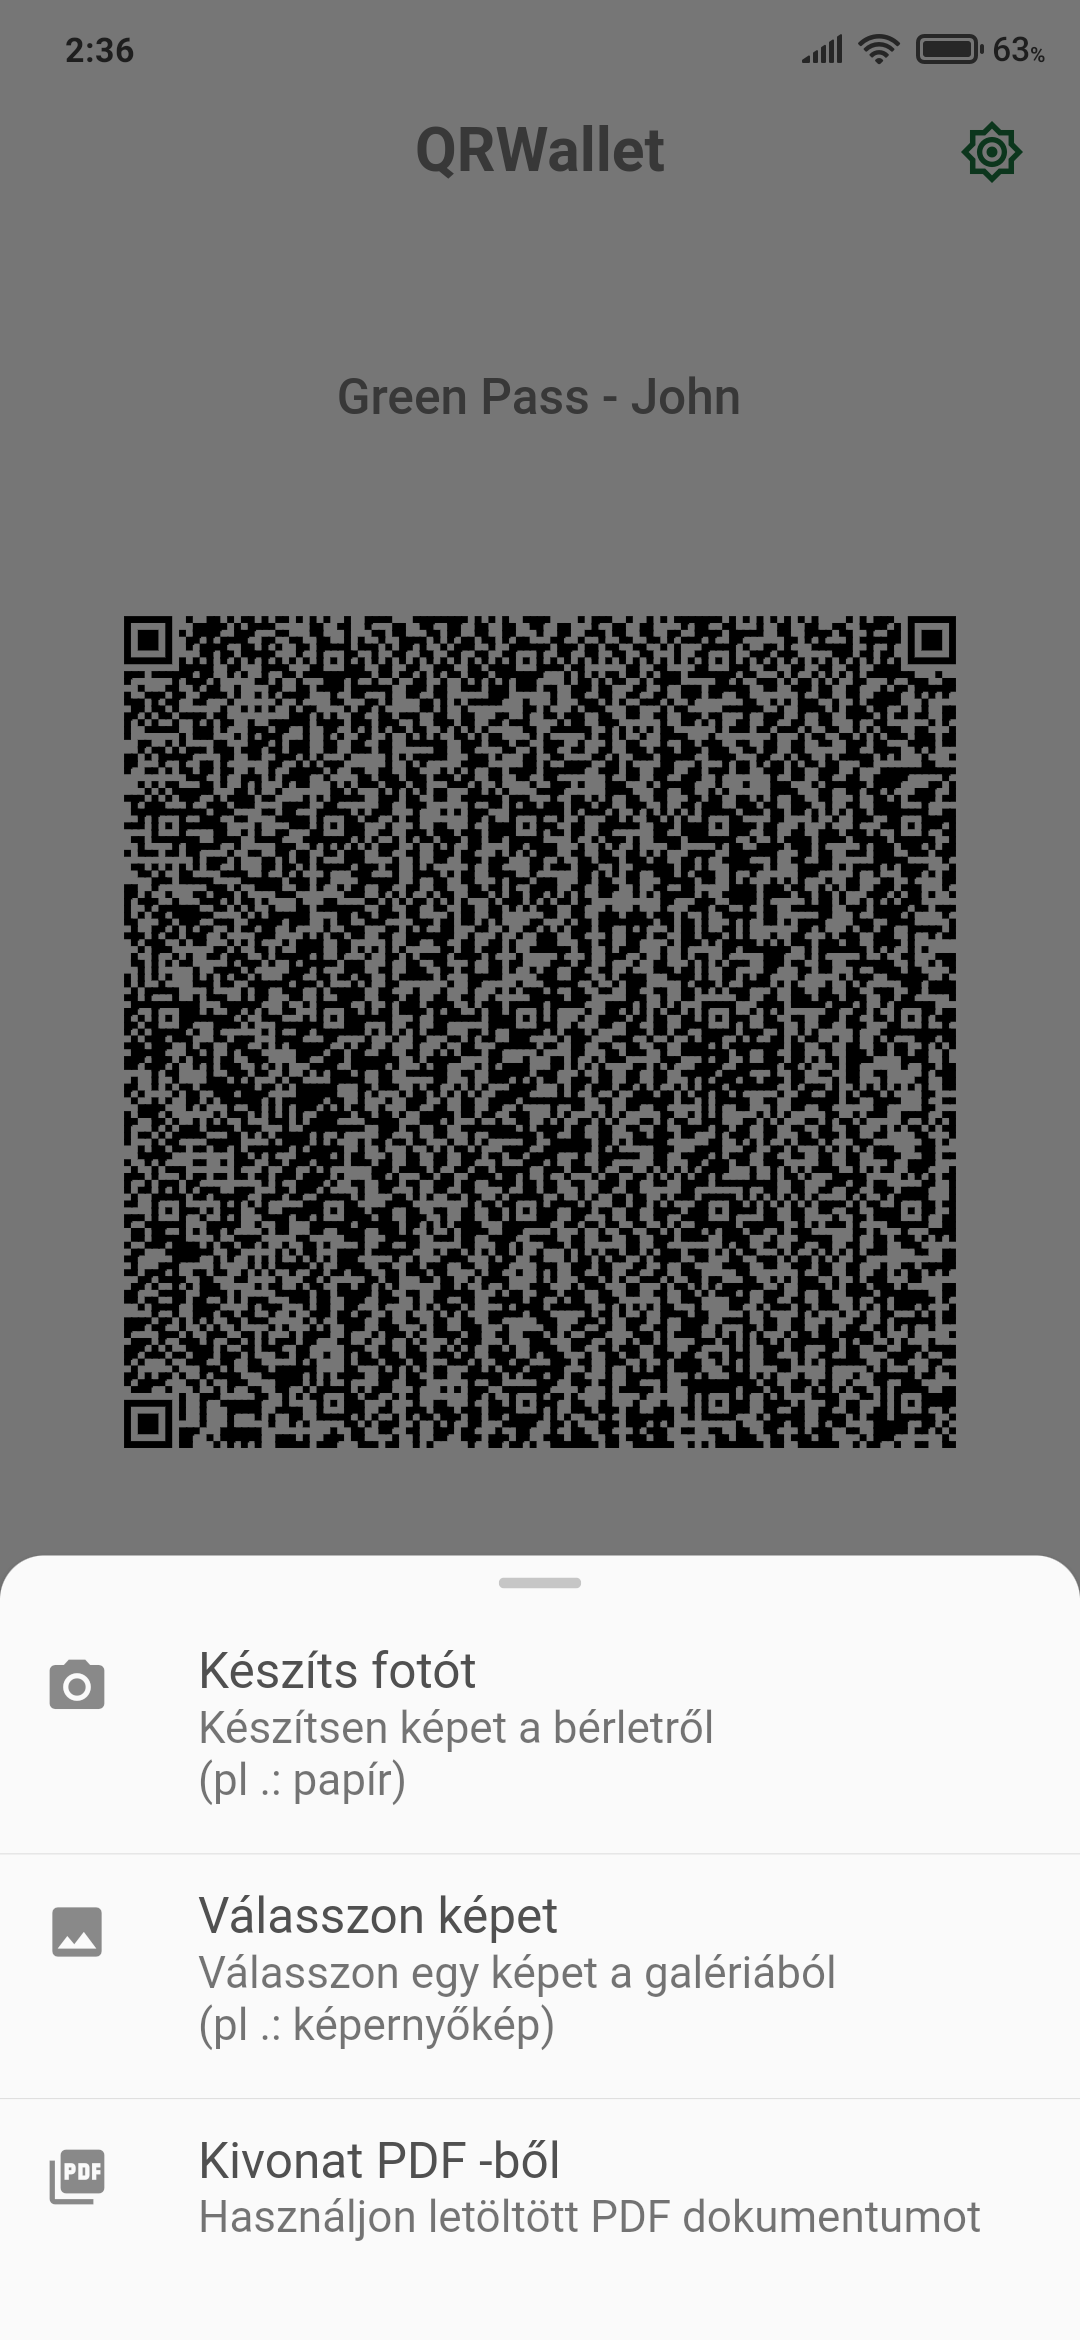 2:36
63%
QRWallet
Green Pass - John
Készíts fotót
Készítsen képet a bérletről
(pl .: papír)
Válasszon képet
Válasszon egy képet a galériából
(pl .: képernyőkép)
PDF
Kivonat PDF -ből
Használjon letöltött PDF dokumentumot